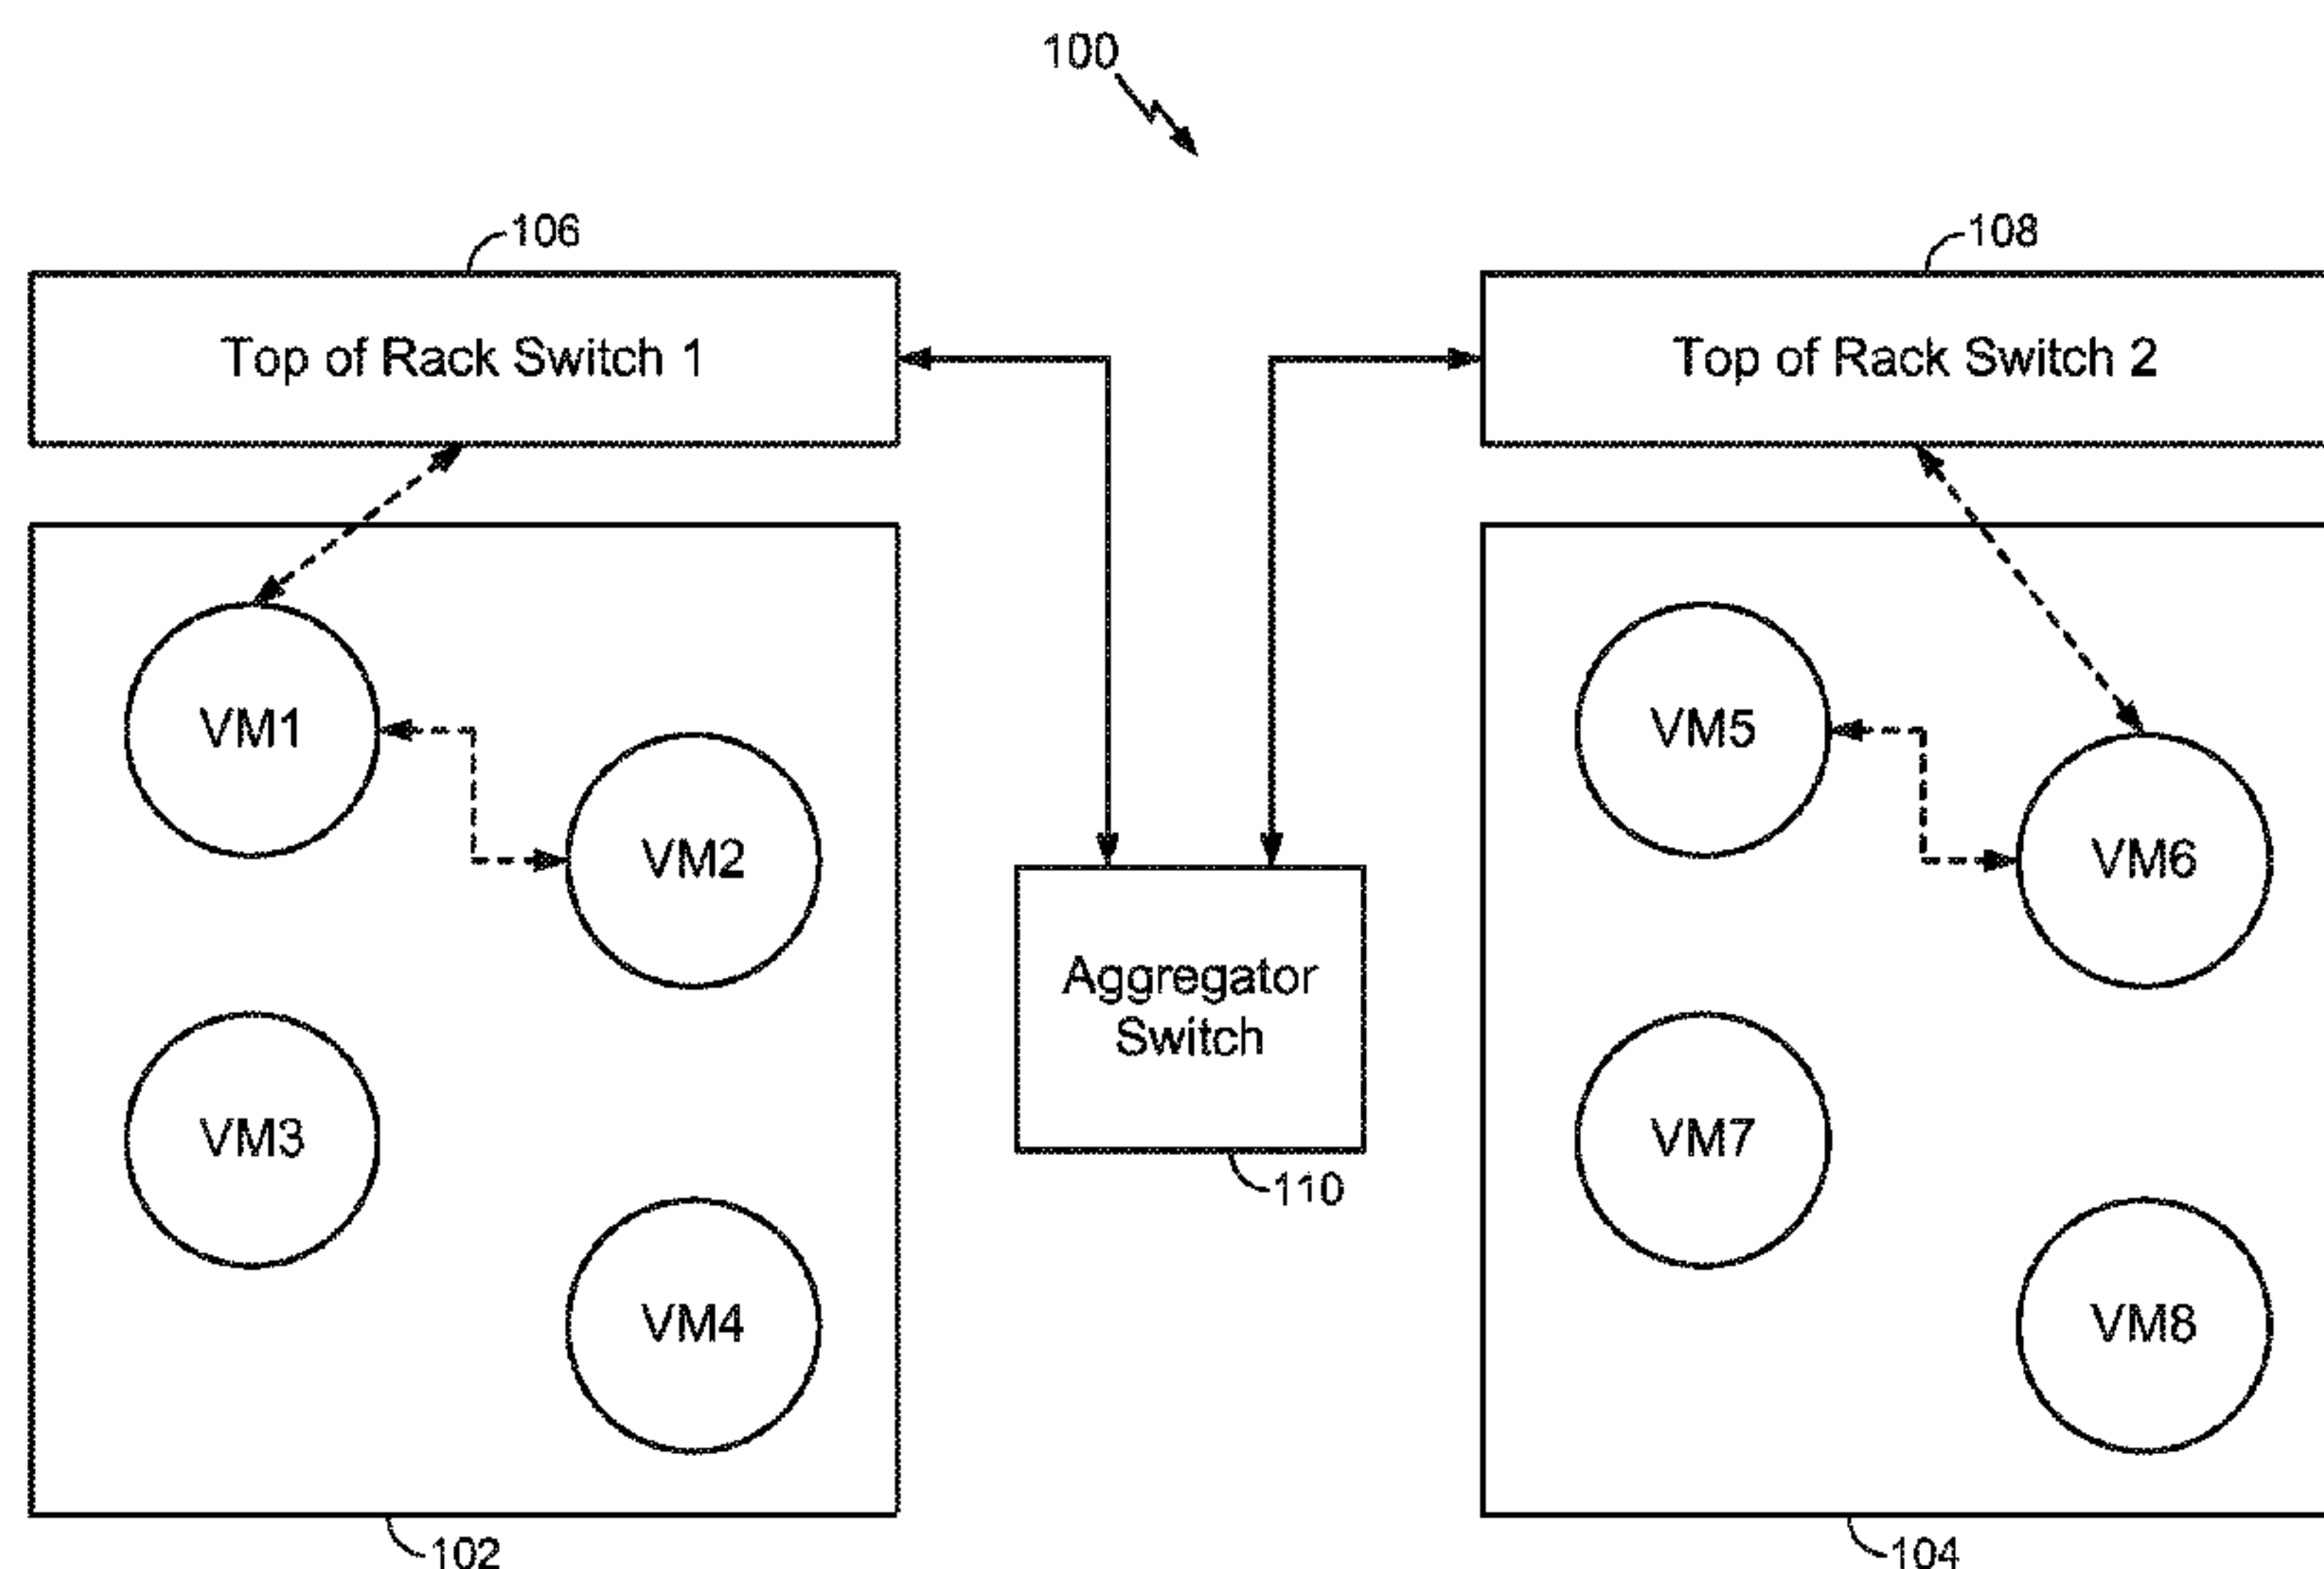 100
106
108
Top of Rack Switch 1
Top of Rack Switch 2
VM1
VM5
VM2
VM6
Aggregator
Switch
VM3
VM7
110
VM4
VM8
102
104